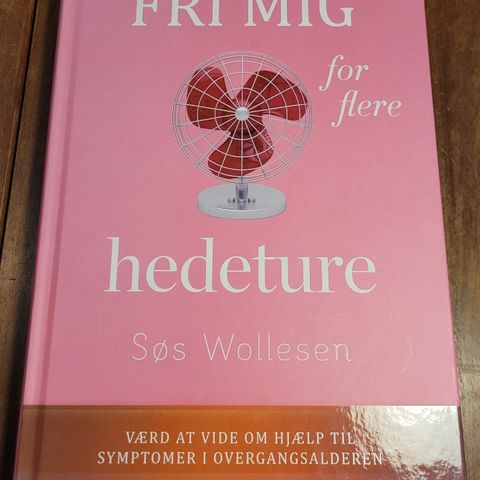 FRI MIG
for
flere
hedeture
Søs Wollesen
VÆRD AT VIDE OM HJÆLP TIL
SYMPTOMER I OVERGANGSALDEREN